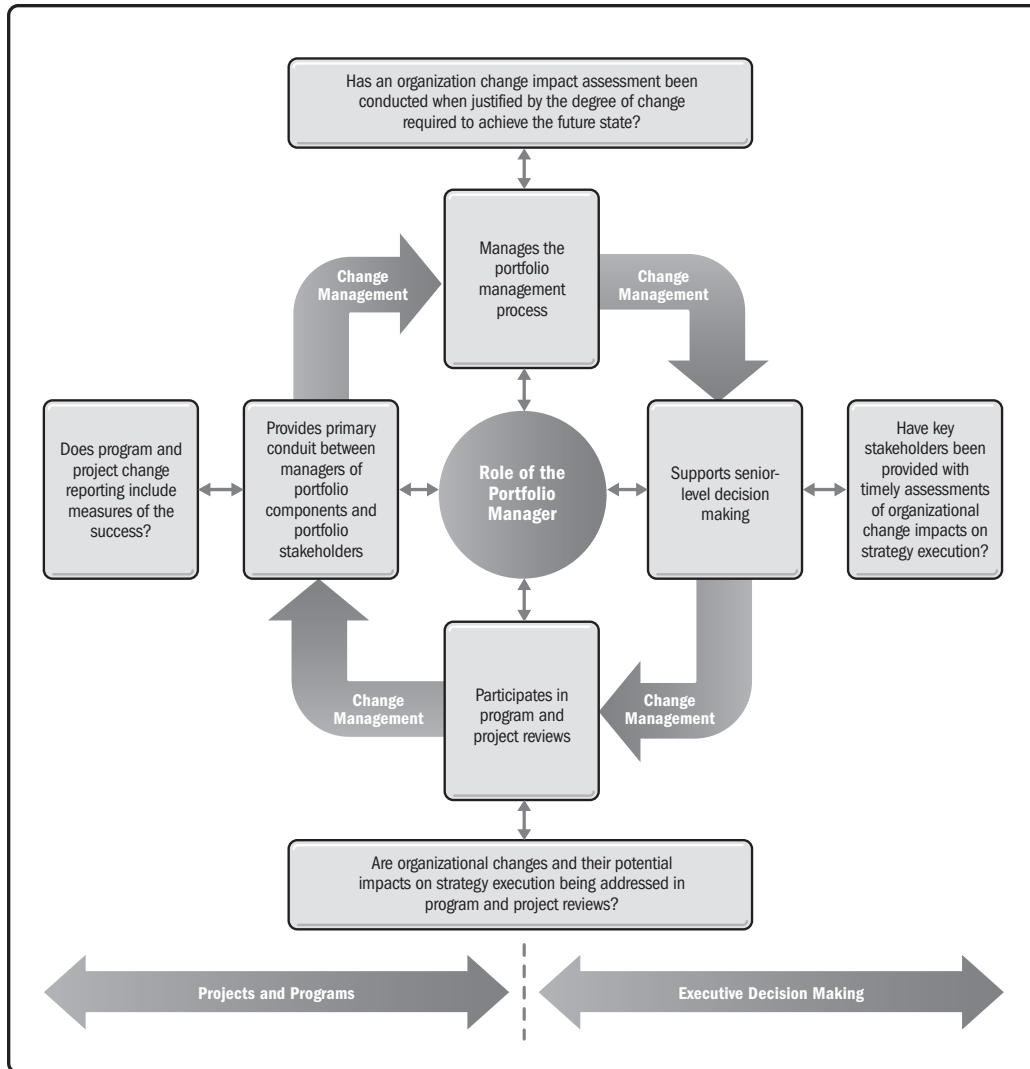 Has an organization change impact assessment been
conducted when justified by the degree of change
required to achieve the future state?
Manages the
portfolio
management
process
Change
Management
Change
Management
Does program and
project change
reporting include
measures of the
success?
Provides primary
conduit between
managers of
portfolio
components and
portfolio
stakeholders
Role of the
Portfolio
Manager
Supports senior-
level decision
making
Have key
stakeholders been
provided with
timely assessments
of organizational
change impacts on
strategy execution?
Change
Management
Participates in
program and
project reviews
Change
Management
Are organizational changes and their potential
impacts on strategy execution being addressed in
program and project reviews?
Projects and Programs
Executive Decision Making